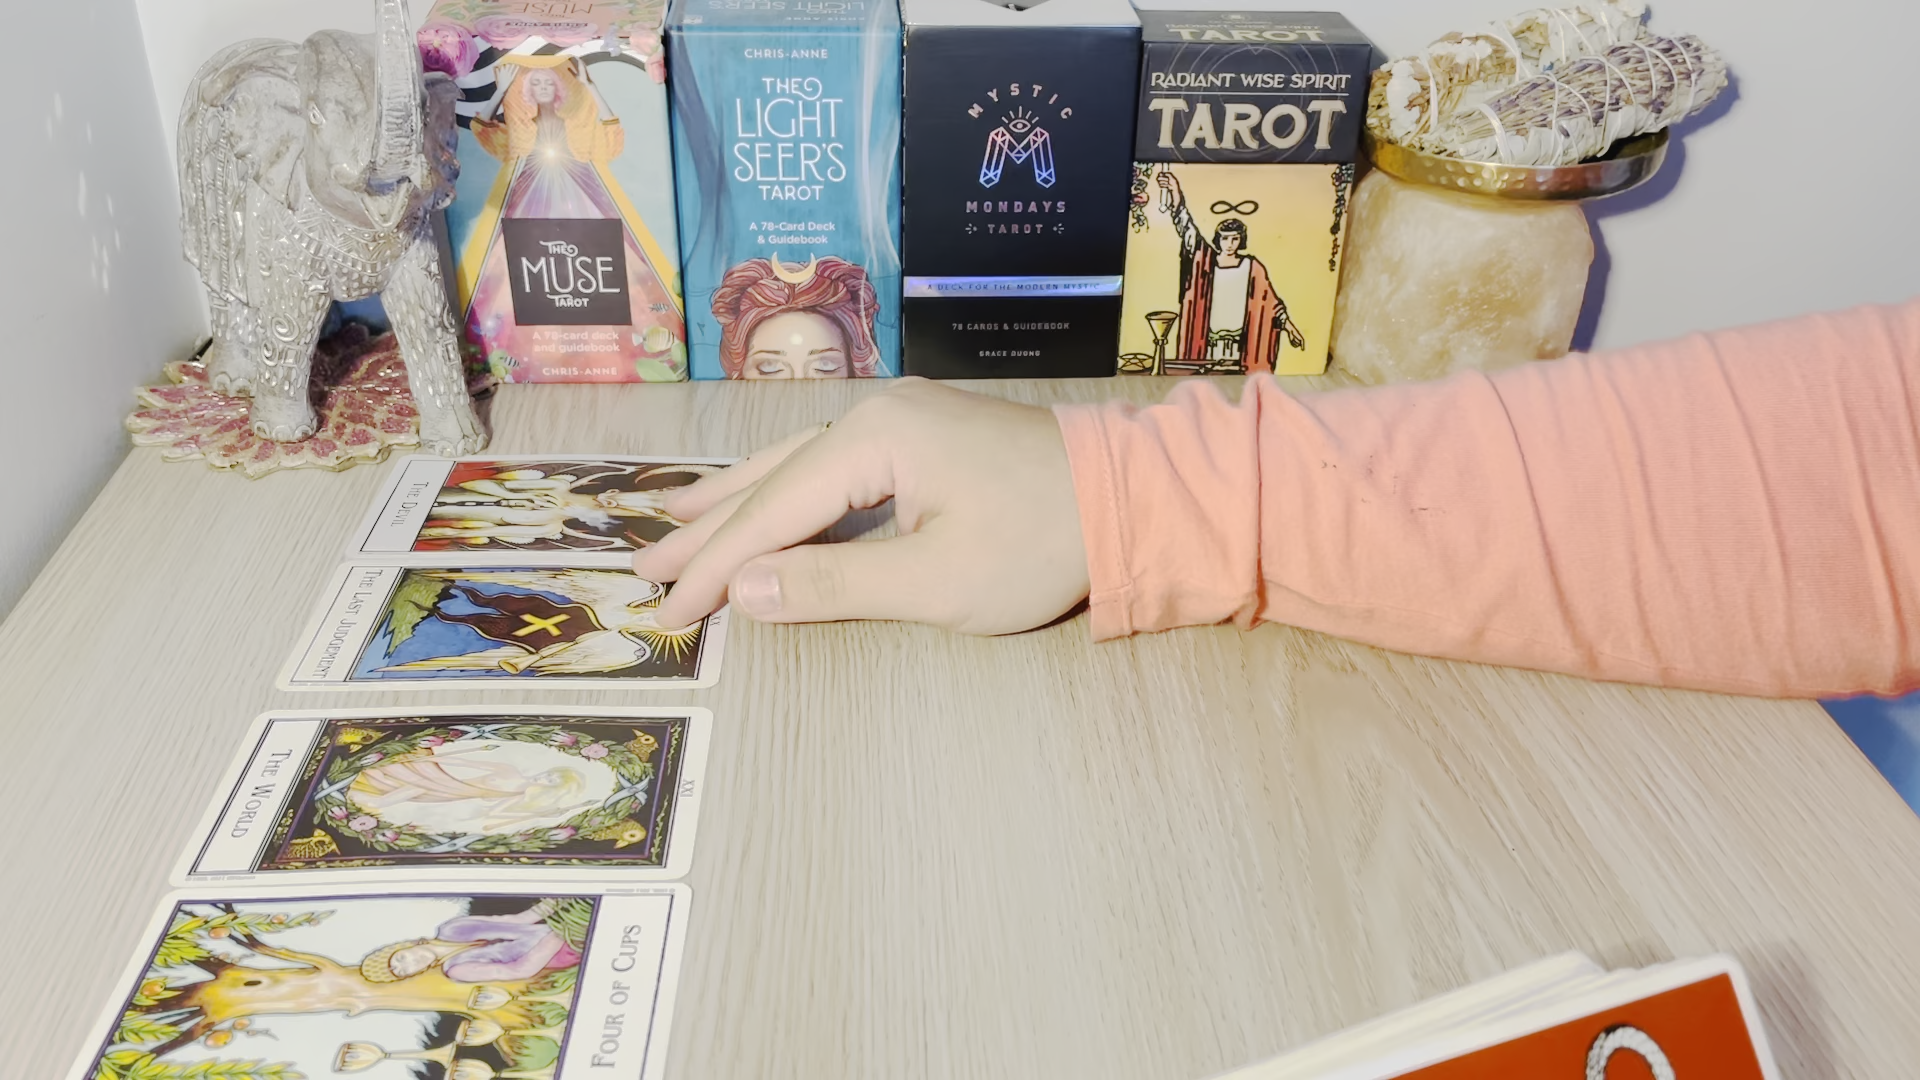 THE
MUSE
TAROT
A 78-card deck
and guidebook
CHRIS-ANNE
CHRIS-ANNE
THE
LIGHT
SEER'S
TAROT
A 78-Card Deck
& Guidebook
MYSTIC
MONDAYS
TAROT
A DECK FOR THE MODERN MYSTIC
78 CARDS & GUIDEBOOK
GRACE DUONG
TAROT
RADIANT WISE SPIRIT
TAROT
THE DEVIL
THE LAST JUDGEMENT
XX
THE WORLD
XXI
FOUR OF CUPS